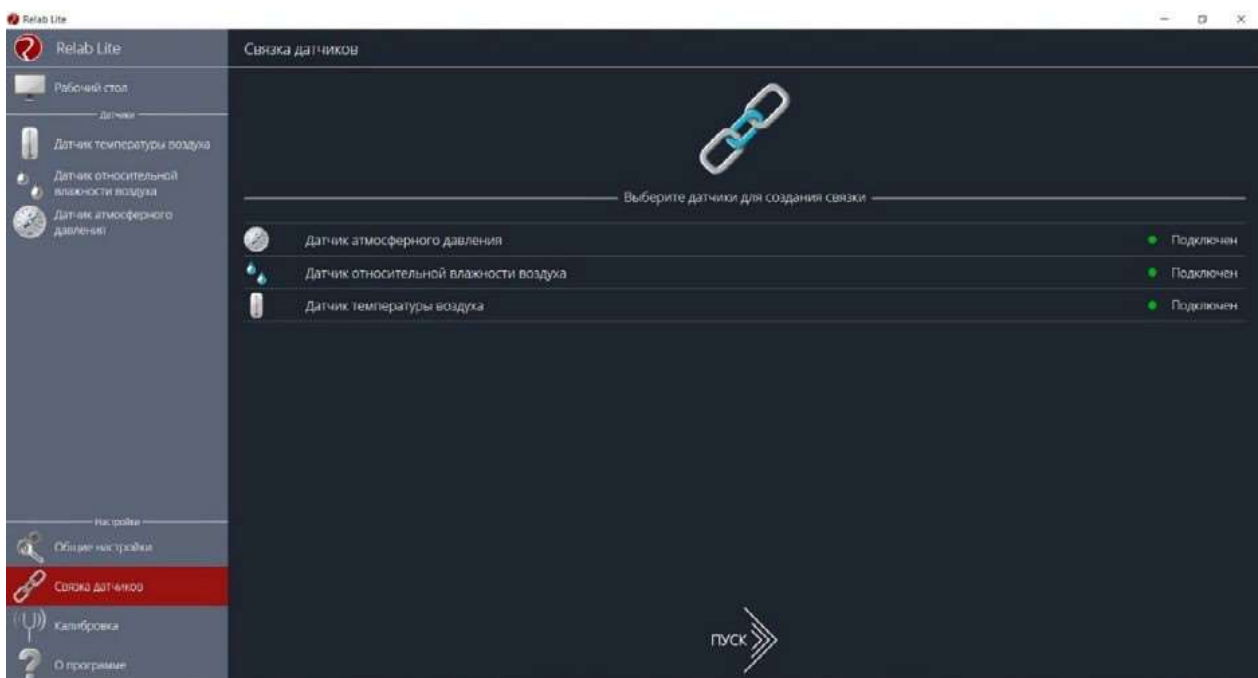 Relab Lite
Relab Lite
Рабочий стол
Датчики
Датчик температуры воздуха
Датчик относительной
влажности воздуха
Датчик атмосферного
давления
Настройки
Общие настройки
Связка датчиков
Калибровка
О программе
Связка датчиков
Выберите датчики для создания связки
Датчик атмосферного давления
Подключен
Датчик относительной влажности воздуха
Подключен
Датчик температуры воздуха
Подключен
ПУСК